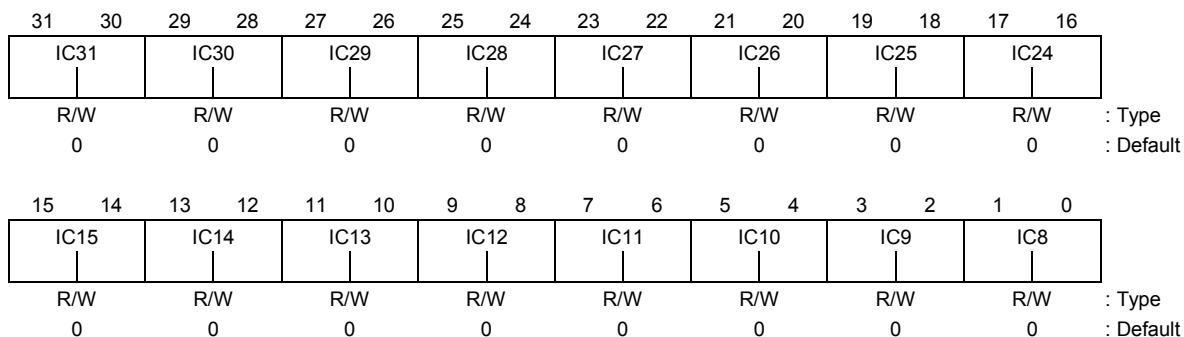 31 30 29 28 27 26 25 24 23 22 21 20 19 18 17 16
IC31 IC30 IC29 IC28 IC27 IC26 IC25 IC24
R/W R/W R/W R/W R/W R/W R/W R/W : Type
0 0 0 0 0 0 0 0 : Default
15 14 13 12 11 10 9 8 7 6 5 4 3 2 1 0
IC15 IC14 IC13 IC12 IC11 IC10 IC9 IC8
R/W R/W R/W R/W R/W R/W R/W R/W : Type
0 0 0 0 0 0 0 0 : Default